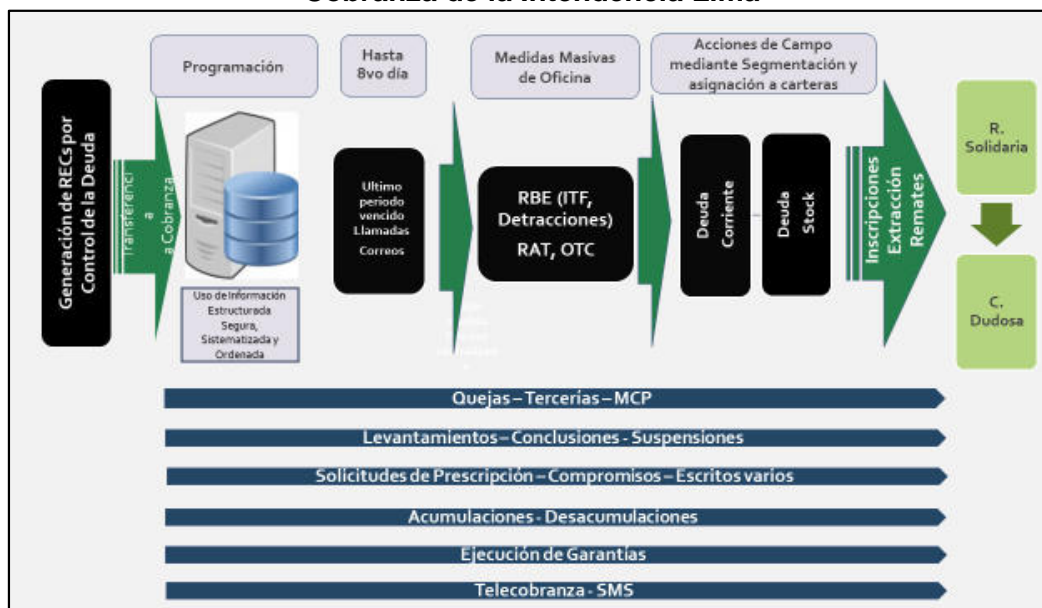 Cobranza de la Intendencia Lima
Programación
Hasta
8vo día
Medidas Masivas
de Oficina
Acciones de Campo
mediante Segmentación y
asignación a carteras
Generación de RECs por
Control de la Deuda
Transferenci
a
a Cobranza
Uso de Información
Estructurada
Segura,
Sistematizada y
Ordenada
Ultimo
periodo
vencido
Llamadas
Correos
RBE (ITF,
Detracciones)
RAT, OTC
Deuda
Corriente
Deuda
Stock
Inscripciones
Extracción
Remates
R.
Solidaria
C.
Dudosa
Quejas – Tercerías – MCP
Levantamientos – Conclusiones - Suspensiones
Solicitudes de Prescripción – Compromisos – Escritos varios
Acumulaciones - Desacumulaciones
Ejecución de Garantías
Telecobranza - SMS